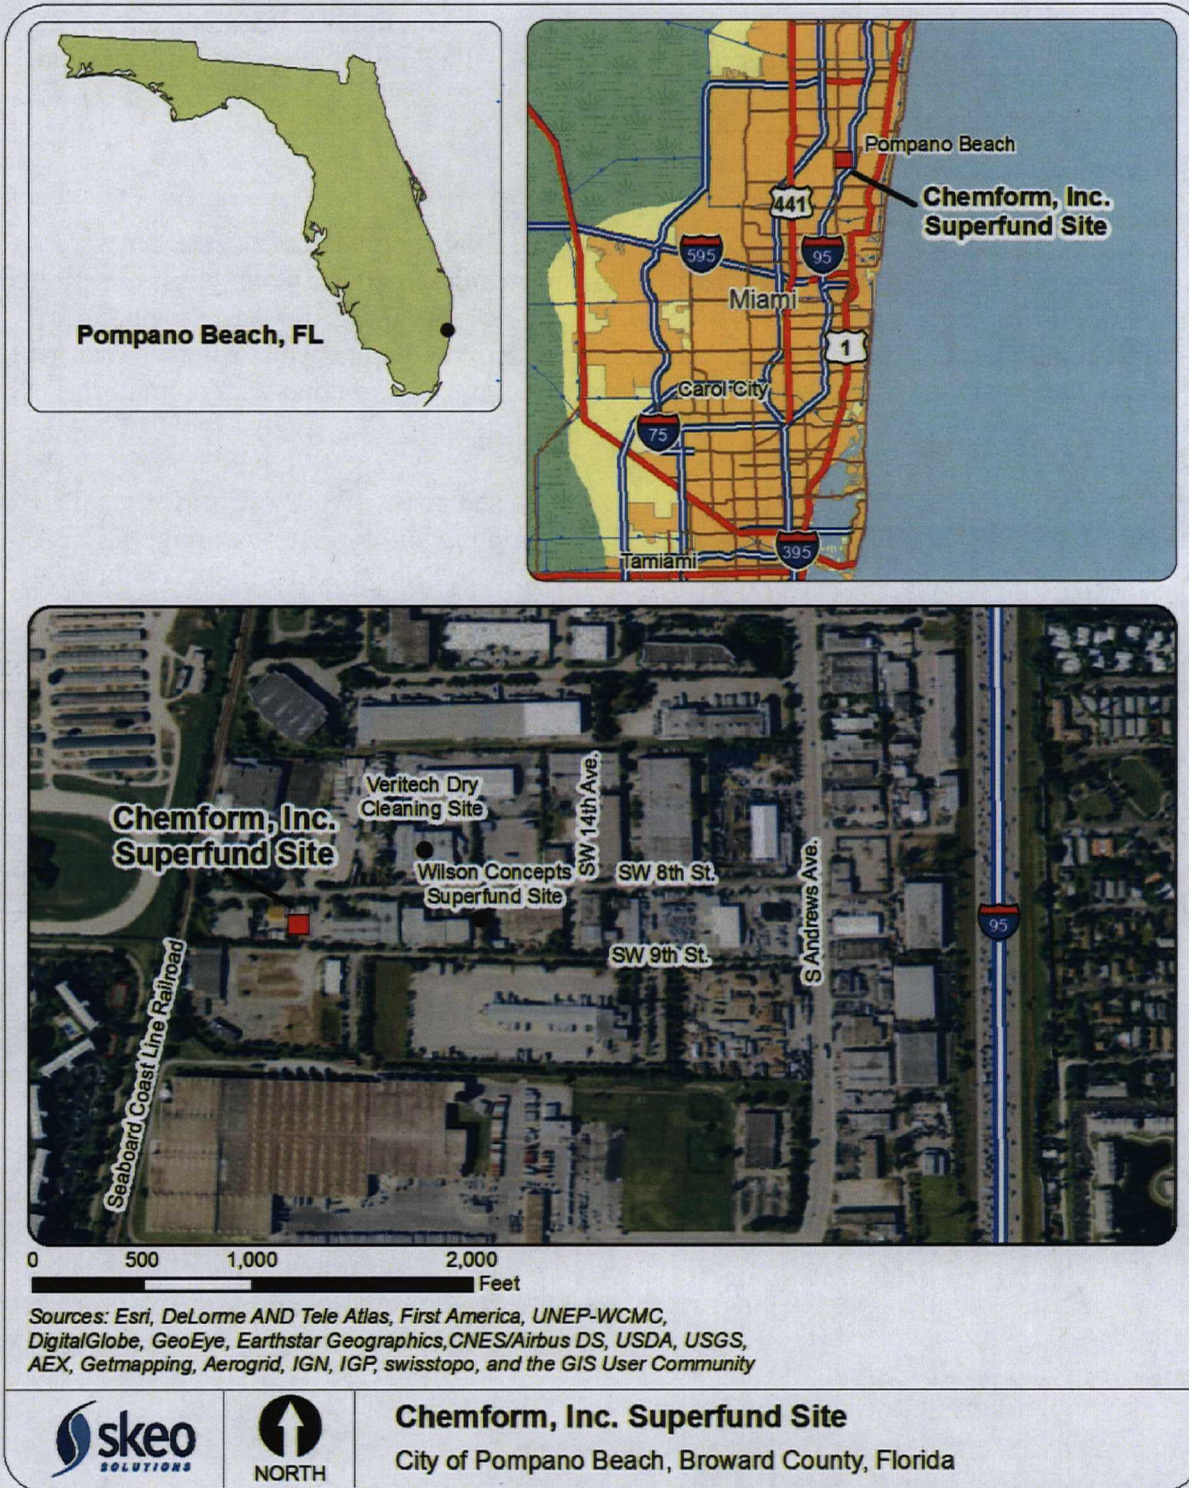 Pompano Beach, FL
Pompano Beach
Chemform, Inc.
Superfund Site
441
595
95
Miami
1
Carol City
75
395
Tamiami
Veritech Dry
Cleaning Site
SW 14th Ave.
Chemform, Inc.
Superfund Site
Wilson Concepts
Superfund Site
SW 8th St.
S Andrews Ave.
95
SW 9th St.
Seaboard Coast Line Railroad
0 500 1,000 2,000
Feet
Sources: Esri, DeLorme AND Tele Atlas, First America, UNEP-WCMC,
DigitalGlobe, GeoEye, Earthstar Geographics,CNES/Airbus DS, USDA, USGS,
AEX, Getmapping, Aerogrid, IGN, IGP, swisstopo, and the GIS User Community
skeo
SOLUTIONS
NORTH
Chemform, Inc. Superfund Site
City of Pompano Beach, Broward County, Florida